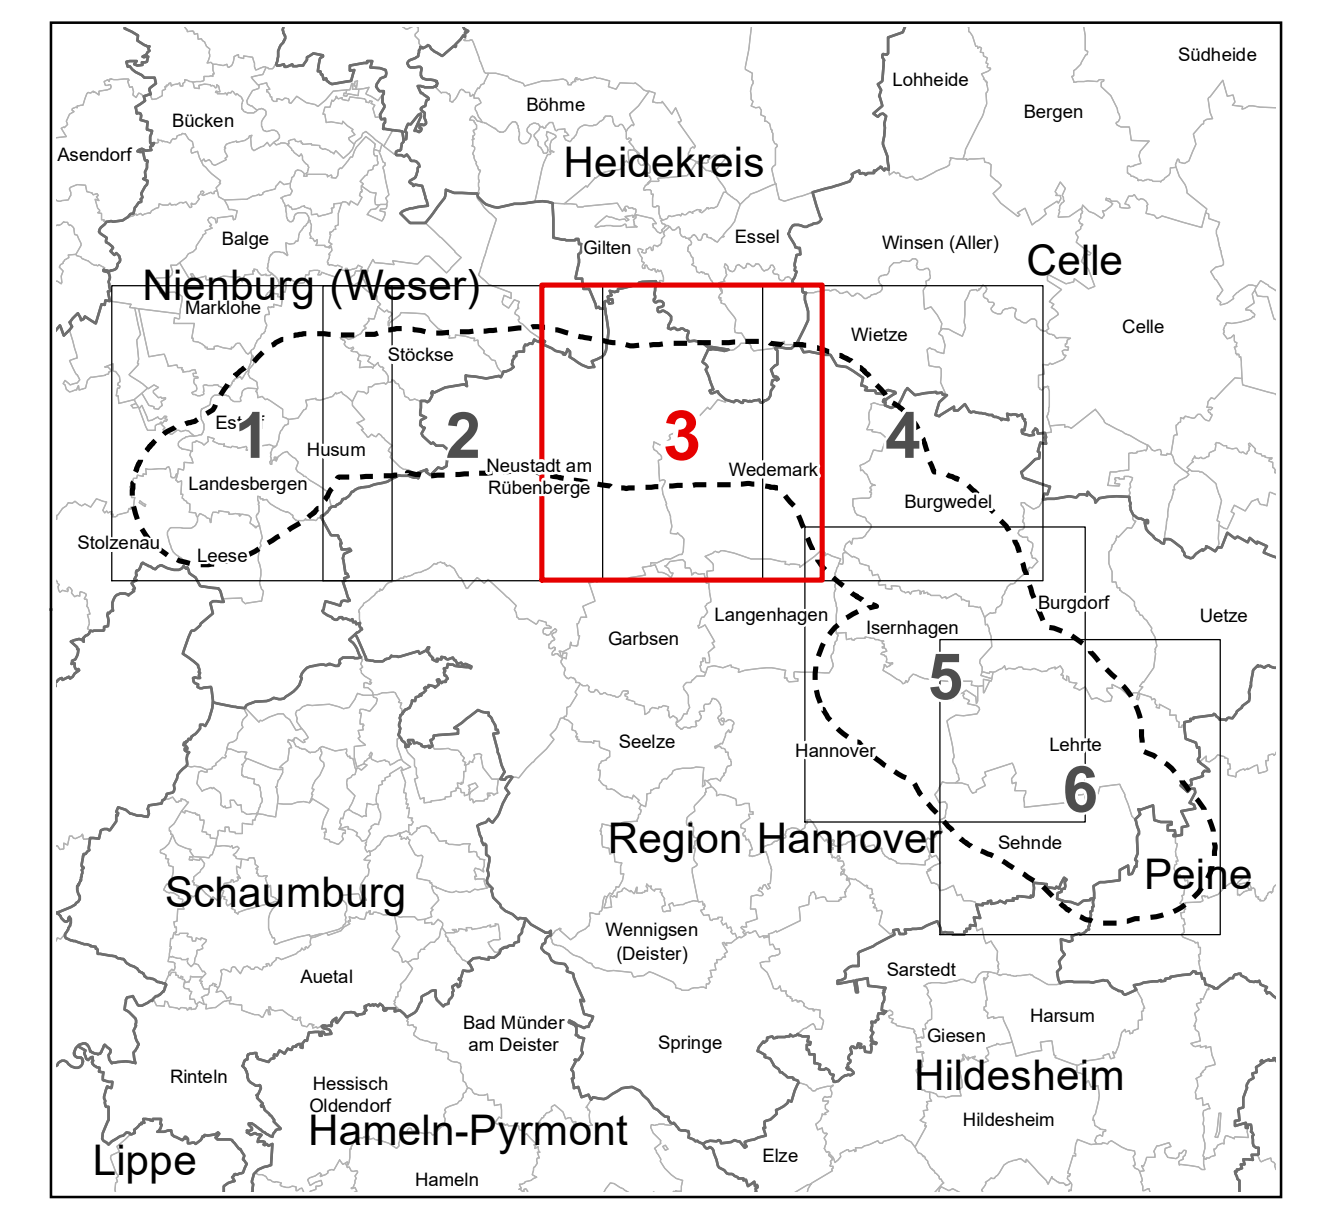 Südheide
Lohheide
Böhme
Bergen
Bücken
Asendorf
Heidekreis
Balge
Gilten
Essel
Winsen (Aller)
Celle
Nienburg (Weser)
Marklohe
Celle
Wietze
Stöckse
1
2
3
4
Husum
Neustadt am
Rübenberge
Wedemark
Landesbergen
Burgwedel
Stolzenau
Leese
Burgdorf
Langenhagen
Isernhagen
Uetze
Garbsen
5
Seelze
Hannover
Lehrte
6
Region Hannover
Sehnde
Peine
Schaumburg
Wennigsen
(Deister)
Auetal
Sarstedt
Bad Münder
am Deister
Springe
Harsum
Giesen
Rinteln
Hessisch
Oldendorf
Hildesheim
Hameln-Pyrmont
Hildesheim
Lippe
Elze
Hameln